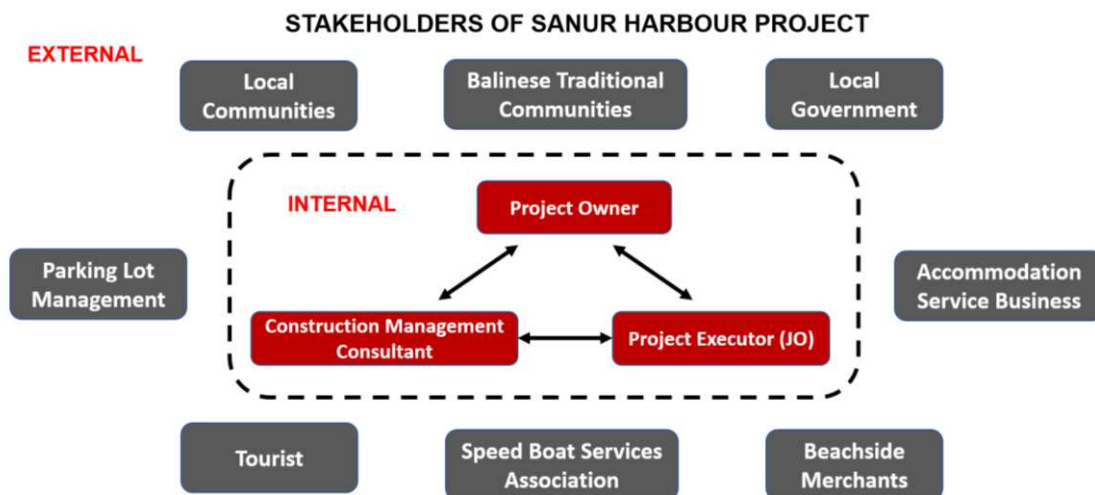 STAKEHOLDERS OF SANUR HARBOUR PROJECT
EXTERNAL
Local
Communities
Balinese Traditional
Communities
Local
Government
INTERNAL
Project Owner
Parking Lot
Management
Accommodation
Service Business
Construction Management
Consultant
Project Executor (JO)
Tourist
Speed Boat Services
Association
Beachside
Merchants